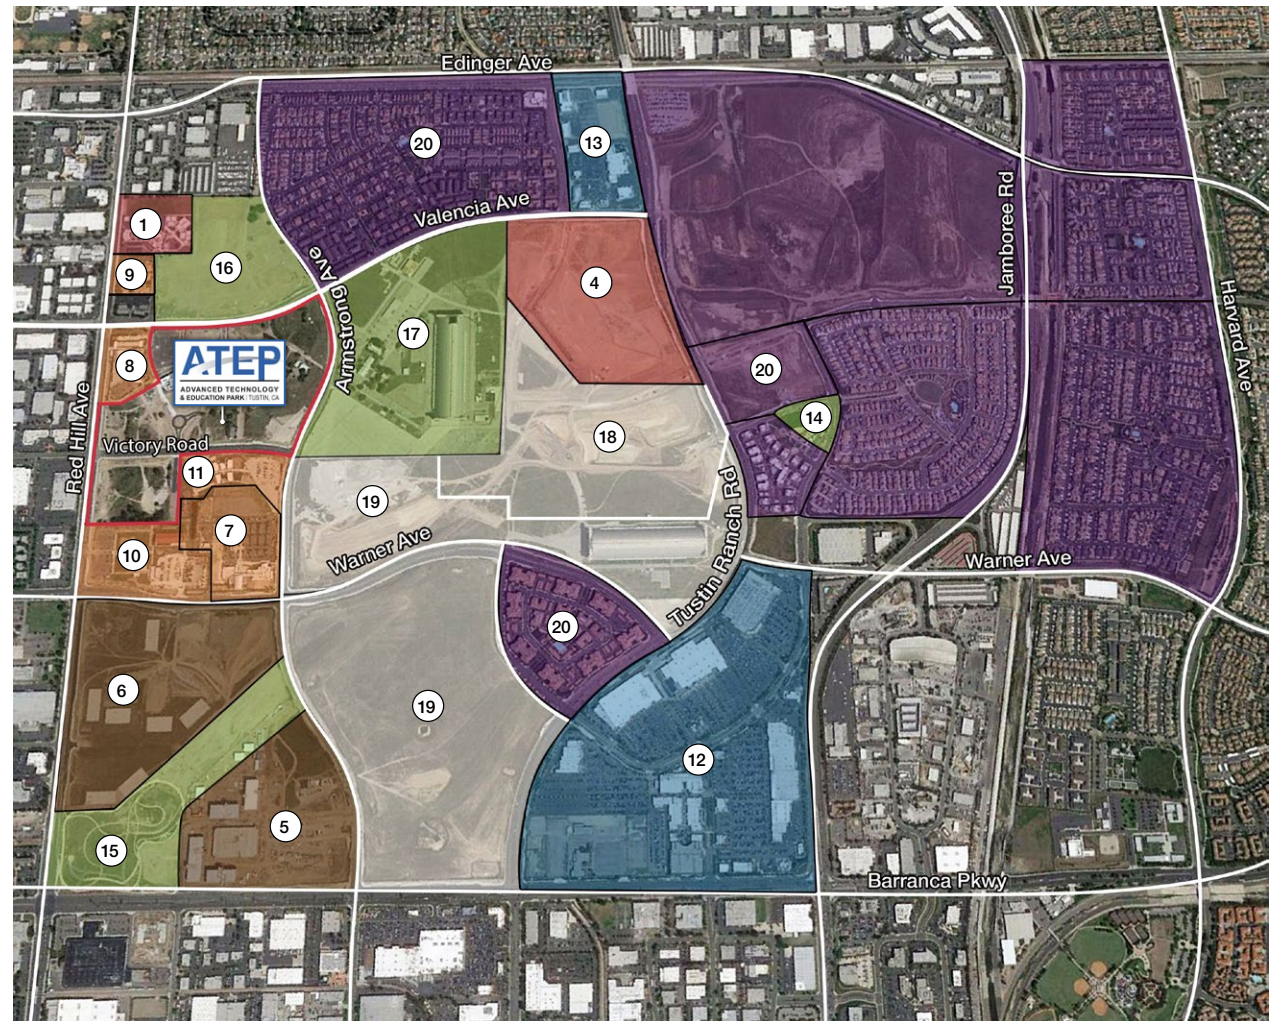 Edinger Ave
20
13
Valencia Ave
1
9
16
4
Jamboree Rd
Harvard Ave
Armstrong Ave
17
8
ATEP
ADVANCED TECHNOLOGY
& EDUCATION PARK | TUSTIN, CA
20
14
Red Hill Ave
Victory Road
18
11
19
7
10
Warner Ave
Tustin Ranch Rd
Warner Ave
20
6
19
12
5
15
Barranca Pkwy